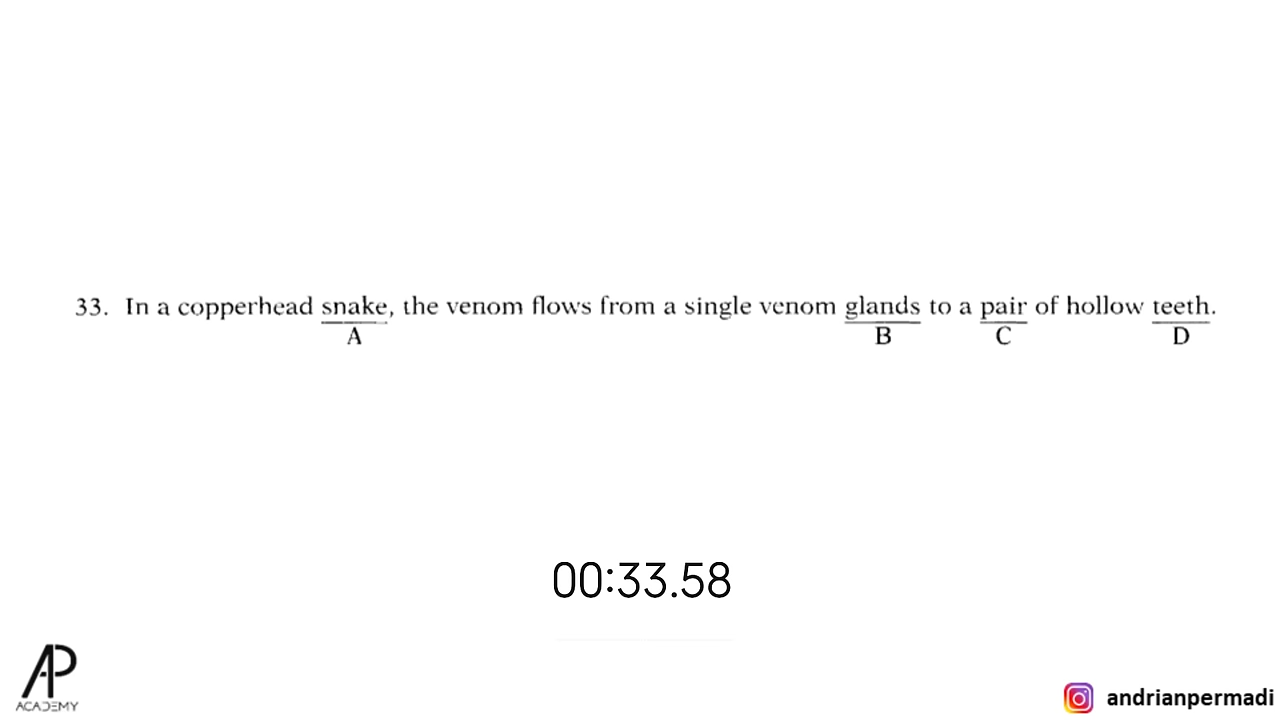 33. In a copperhead snake, the venom flows from a single venom glands to a pair of hollow teeth.
A B C D
00:33.58
AP
ACADEMY
andrianpermadi